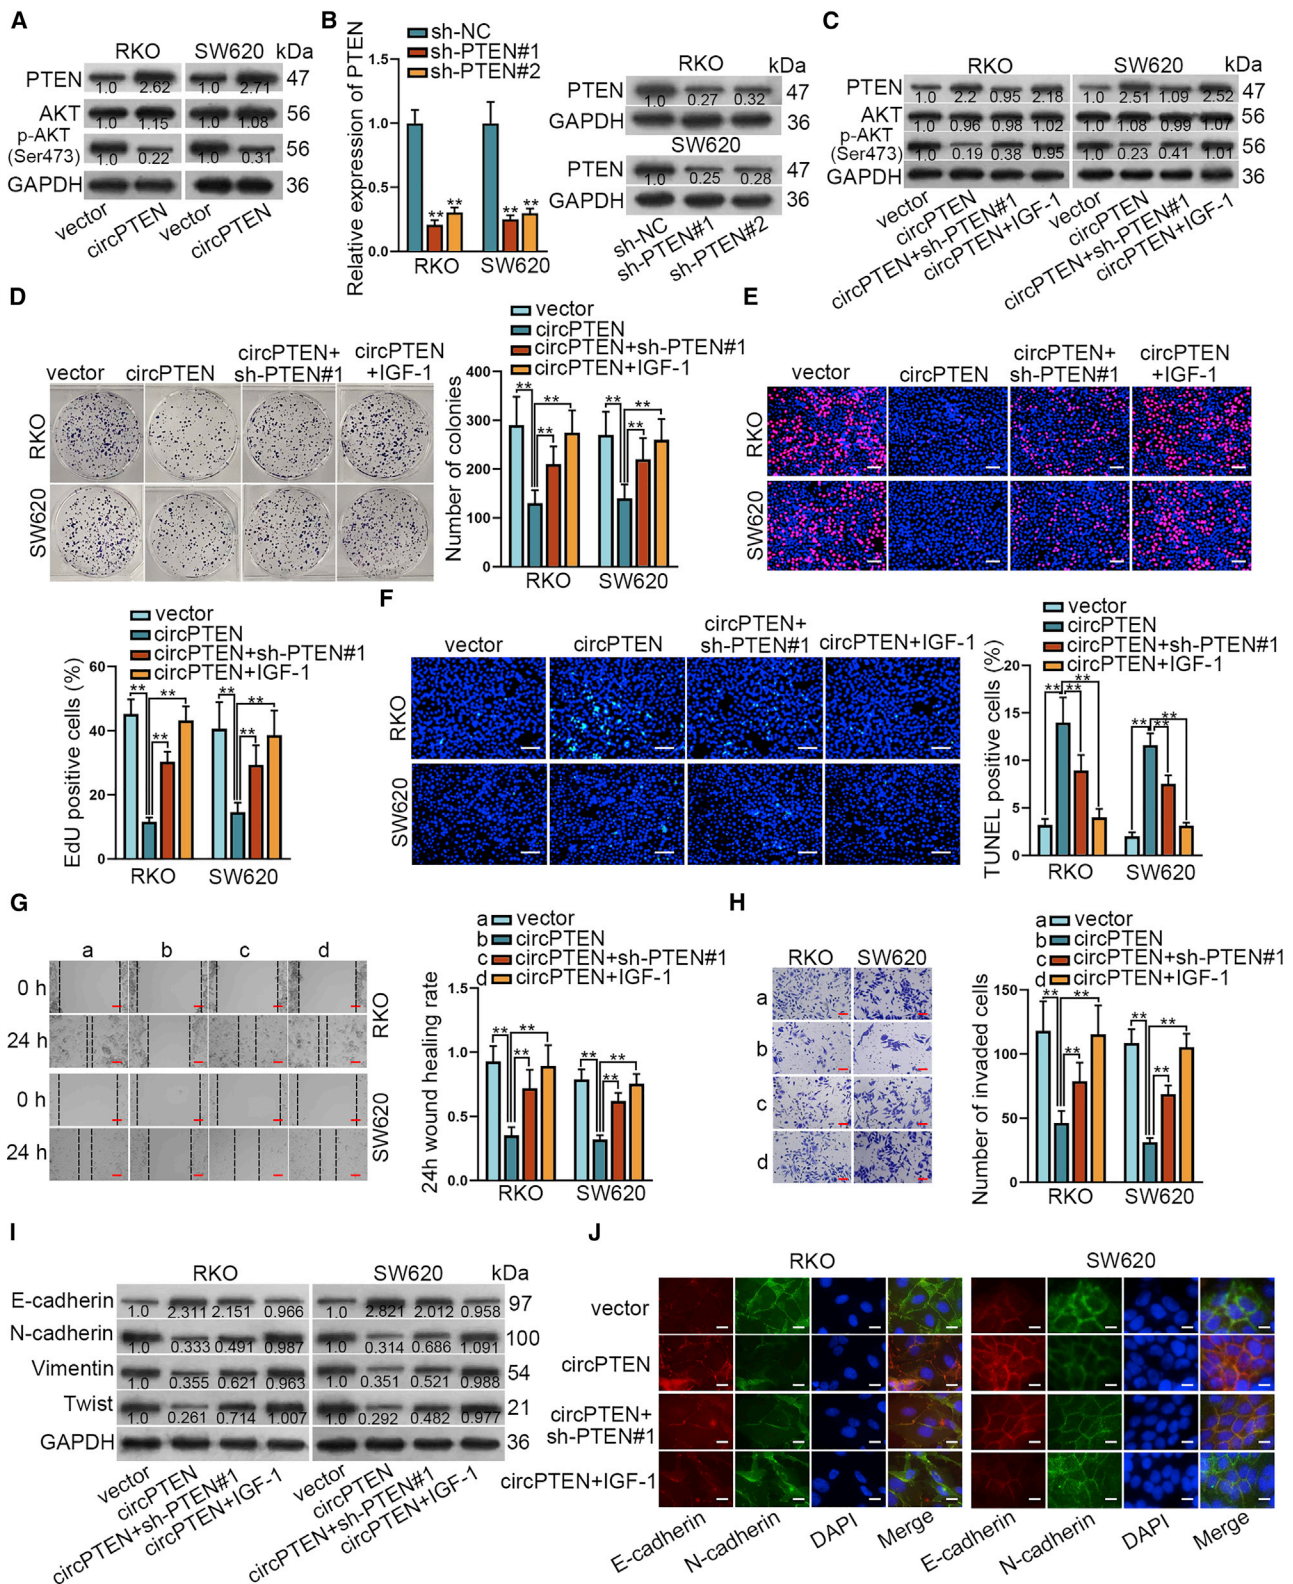 A
RKO SW620 kDa
PTEN 1.0 2.62 1.0 2.71 47
AKT 1.0 1.15 1.0 1.08 56
p-AKT
(Ser473) 1.0 0.22 1.0 0.31 56
GAPDH 36
vector circPTEN vector circPTEN
B
Relative expression of PTEN
sh-NC
sh-PTEN#1
sh-PTEN#2
1.5
1.0
0.5
0.0
** ** ** **
RKO SW620
RKO kDa
PTEN 1.0 0.27 0.32 47
GAPDH 36
SW620
PTEN 1.0 0.25 0.28 47
GAPDH 36
sh-NC sh-PTEN#1 sh-PTEN#2
C
RKO SW620 kDa
PTEN 1.0 2.2 0.95 2.18 1.0 2.51 1.09 2.52 47
AKT 1.0 0.96 0.98 1.02 1.0 1.08 0.99 1.07 56
p-AKT
(Ser473) 1.0 0.19 0.38 0.95 1.0 0.23 0.41 1.01 56
GAPDH 36
vector circPTEN circPTEN+sh-PTEN#1 circPTEN+IGF-1 vector circPTEN circPTEN+sh-PTEN#1 circPTEN+IGF-1
D
vector circPTEN circPTEN+ sh-PTEN#1 circPTEN +IGF-1
RKO
SW620
vector
circPTEN
circPTEN+sh-PTEN#1
circPTEN+IGF-1
Number of colonies
400
300
200
100
0
** ** ** ** ** **
RKO SW620
E
vector circPTEN circPTEN+ sh-PTEN#1 circPTEN +IGF-1
RKO
SW620
vector
circPTEN
circPTEN+sh-PTEN#1
circPTEN+IGF-1
EdU positive cells (%)
60
40
20
0
** ** ** ** ** **
RKO SW620
F
vector circPTEN circPTEN+ sh-PTEN#1 circPTEN+IGF-1
RKO
SW620
vector
circPTEN
circPTEN+sh-PTEN#1
circPTEN+IGF-1
TUNEL positive cells (%)
20
15
10
5
0
** ** ** ** ** **
RKO SW620
G
a b c d
0 h
24 h
RKO
0 h
24 h
SW620
a vector
b circPTEN
c circPTEN+sh-PTEN#1
d circPTEN+IGF-1
24h wound healing rate
1.5
1.0
0.5
0.0
** ** ** ** ** **
RKO SW620
H
RKO SW620
a
b
c
d
a vector
b circPTEN
c circPTEN+sh-PTEN#1
d circPTEN+IGF-1
Number of invaded cells
150
100
50
0
** ** ** ** ** **
RKO SW620
I
RKO SW620 kDa
E-cadherin 1.0 2.311 2.151 0.966 1.0 2.821 2.012 0.958 97
N-cadherin 1.0 0.333 0.491 0.987 1.0 0.314 0.686 1.091 100
Vimentin 1.0 0.355 0.621 0.963 1.0 0.351 0.521 0.988 54
Twist 1.0 0.261 0.714 1.007 1.0 0.292 0.482 0.977 21
GAPDH 36
vector circPTEN circPTEN+sh-PTEN#1 circPTEN+IGF-1 vector circPTEN circPTEN+sh-PTEN#1 circPTEN+IGF-1
J
RKO SW620
vector
circPTEN
circPTEN+
sh-PTEN#1
circPTEN+IGF-1
E-cadherin N-cadherin DAPI Merge E-cadherin N-cadherin DAPI Merge